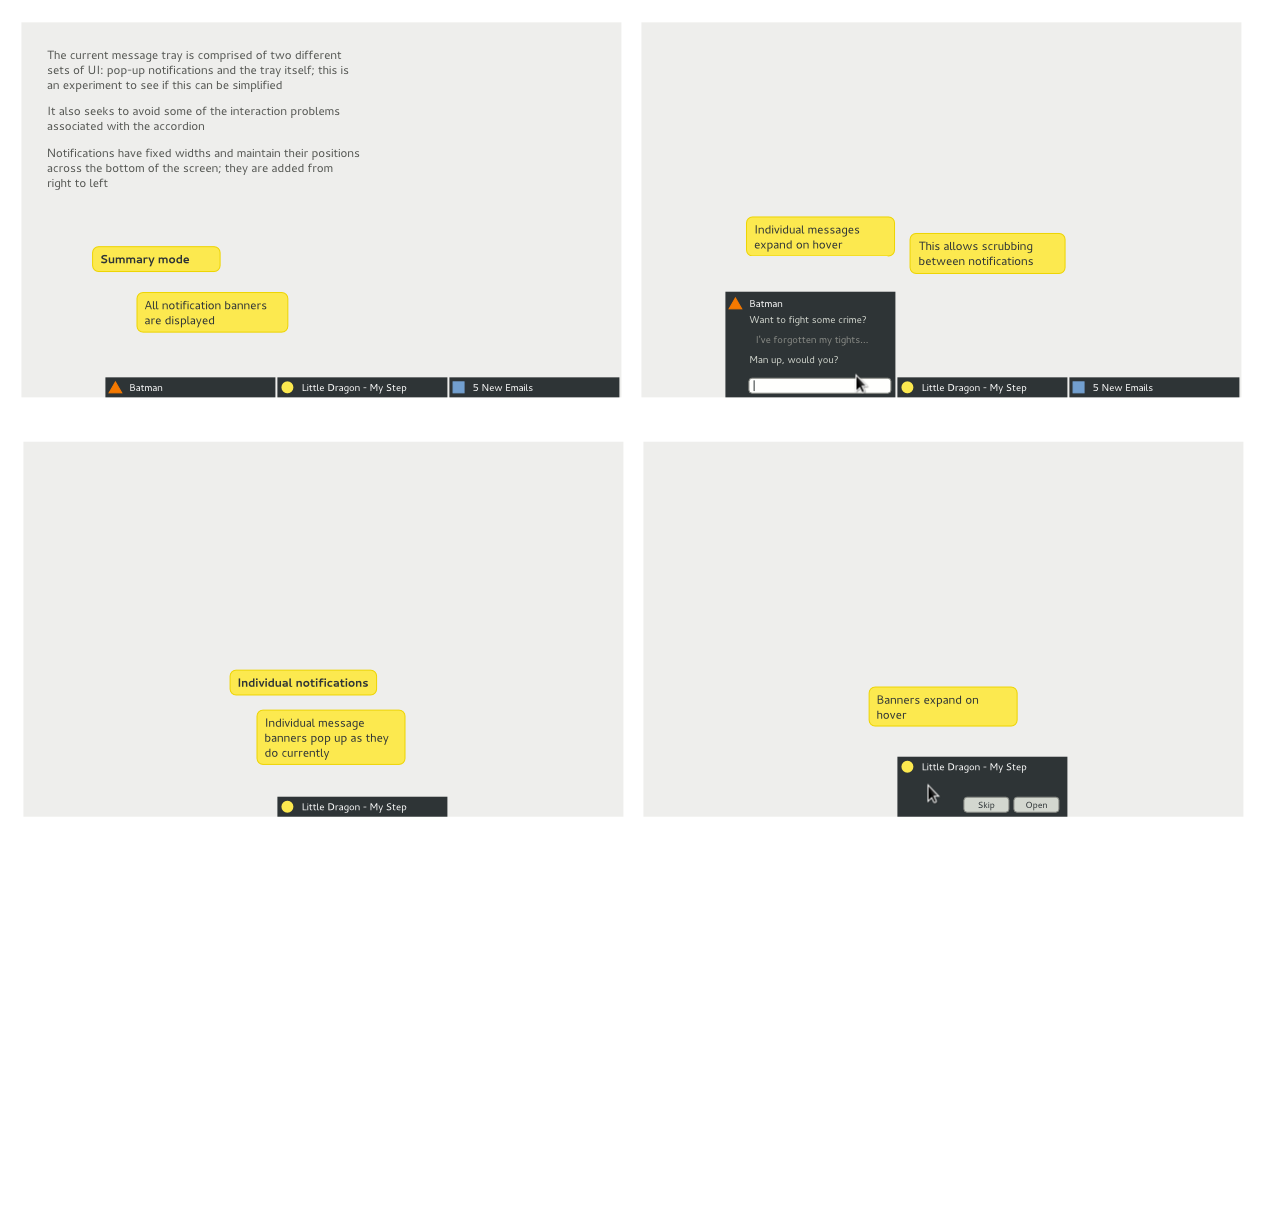 The current message tray is comprised of two different
sets of UI: pop-up notifications and the tray itself; this is
an experiment to see if this can be simplified
It also seeks to avoid some of the interaction problems
associated with the accordion
Notifications have fixed widths and maintain their positions
across the bottom of the screen; they are added from
right to left
Summary mode
All notification banners
are displayed
Batman
Little Dragon - My Step
5 New Emails
Individual messages
expand on hover
This allows scrubbing
between notifications
Batman
Want to fight some crime?
I've forgotten my tights...
Man up, would you?
Little Dragon - My Step
5 New Emails
Individual notifications
Individual message
banners pop up as they
do currently
Little Dragon - My Step
Banners expand on
hover
Little Dragon - My Step
Skip
Open